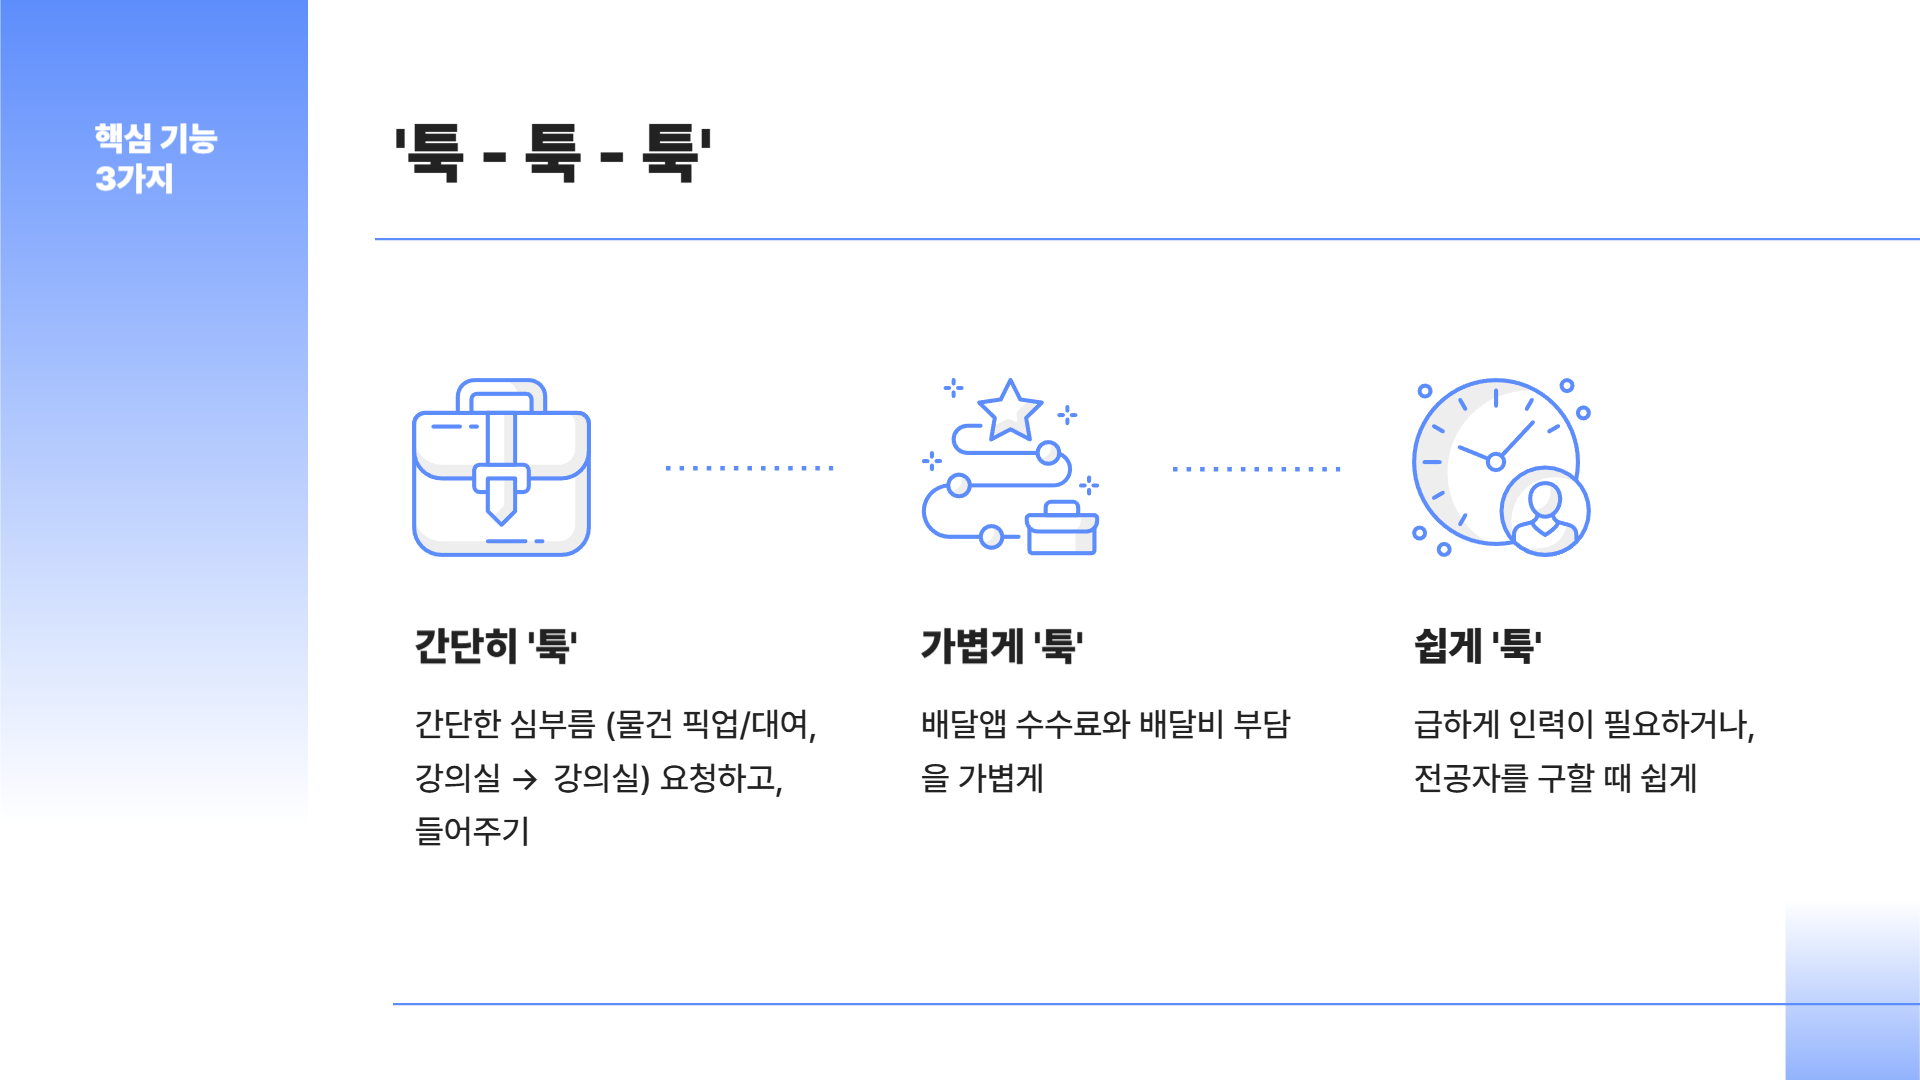 핵심 기능
3가지
'툭 - 툭 - 툭'
간단히 '툭'
간단한 심부름 (물건 픽업/대여,
강의실 → 강의실) 요청하고,
들어주기
가볍게 '툭'
배달앱 수수료와 배달비 부담
을 가볍게
쉽게 '툭'
급하게 인력이 필요하거나,
전공자를 구할 때 쉽게